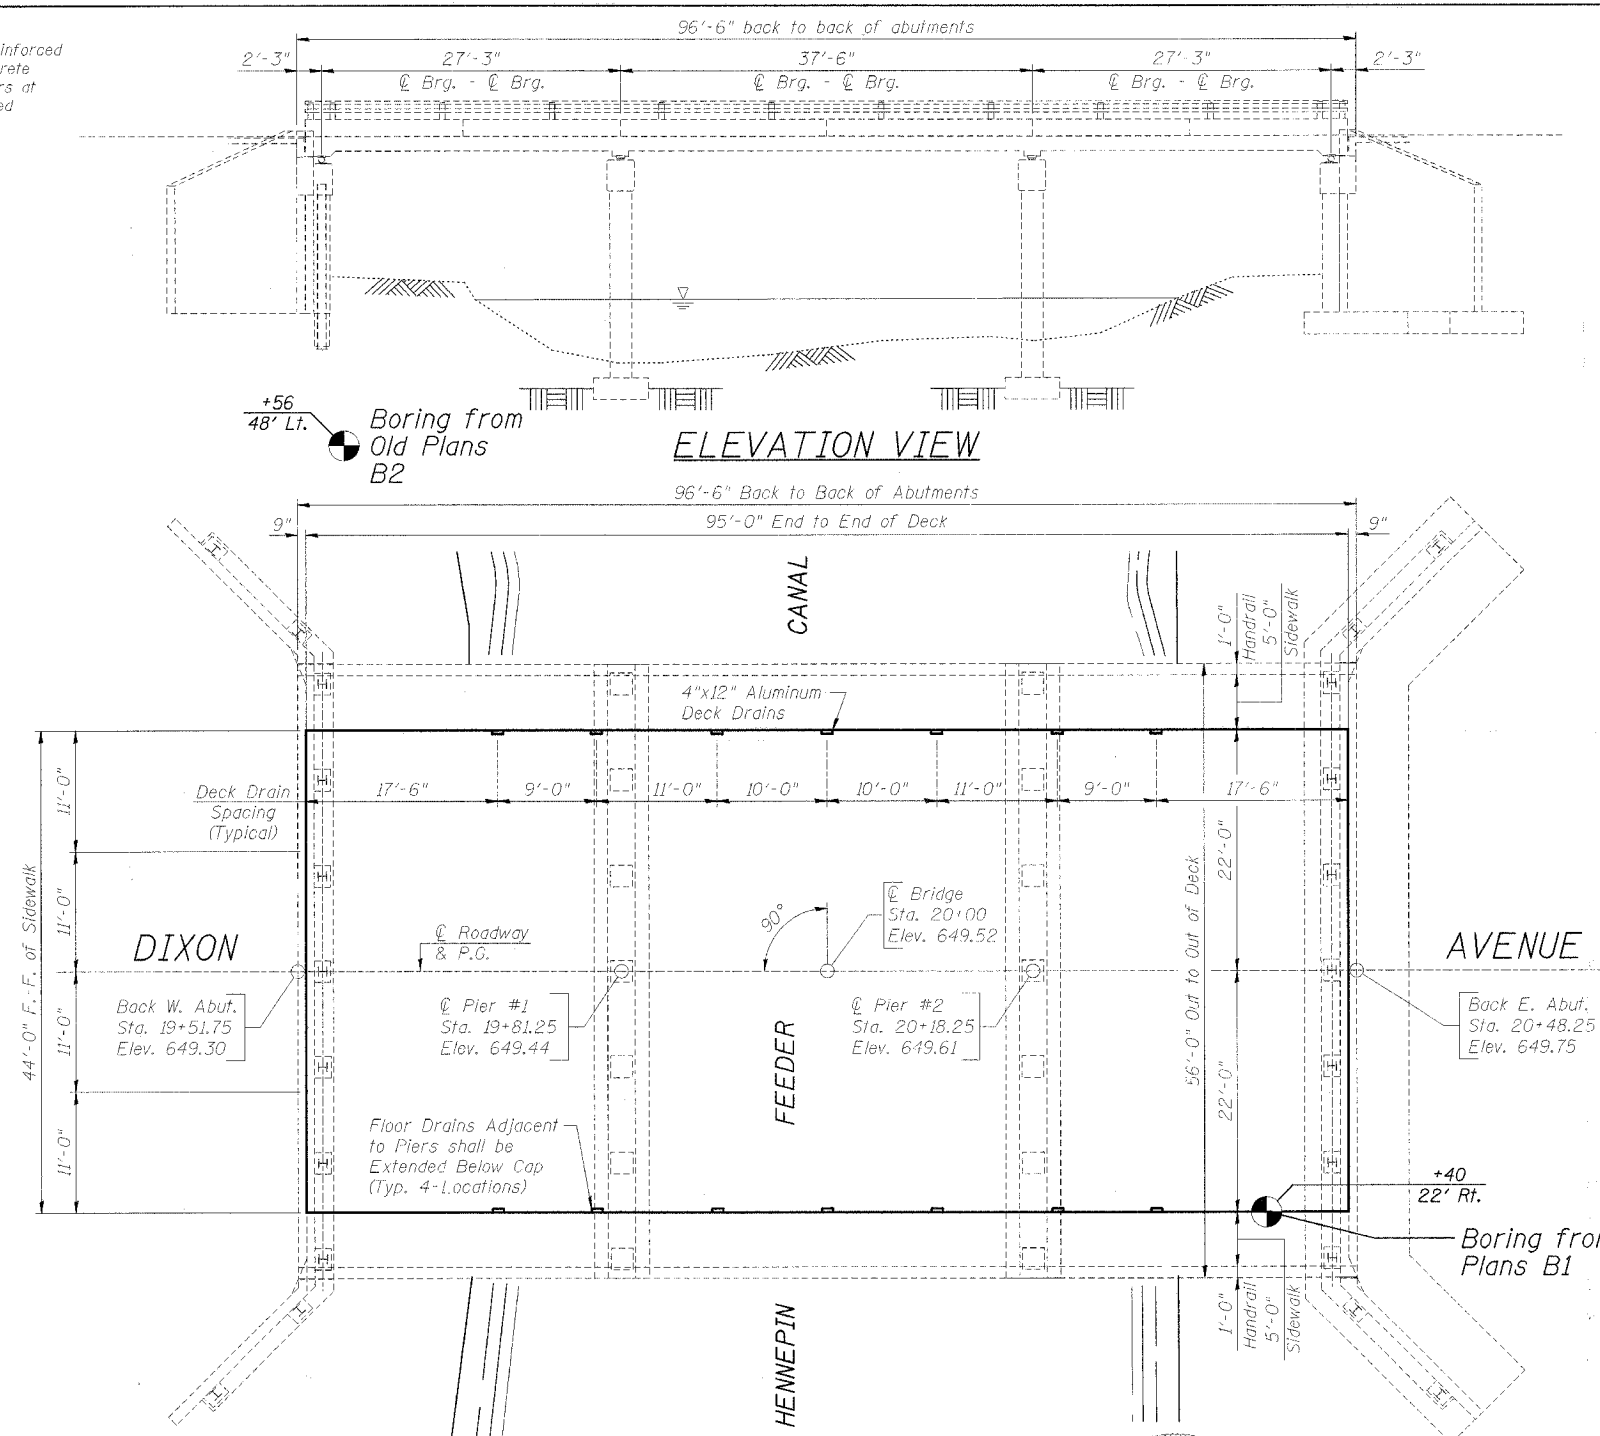 96'-6" back to back of abutments
inforced
rete
rs at
ed
2'-3" 27'-3" 37'-6" 27'-3" 2'-3"
℄ Brg. - ℄ Brg. ℄ Brg. - ℄ Brg. ℄ Brg. - ℄ Brg.
+56
48' Lt.
Boring from
Old Plans
B2
ELEVATION VIEW
96'-6" Back to Back of Abutments
9" 95'-0" End to End of Deck 9"
CANAL
1'-0"
Handrail
5'-0"
Sidewalk
4"x12" Aluminum
Deck Drains
Deck Drain
Spacing
(Typical)
17'-6" 9'-0" 11'-0" 10'-0" 10'-0" 11'-0" 9'-0" 17'-6"
11'-0"
11'-0"
11'-0"
11'-0"
44'-0" F.-F. of Sidewalk
22'-0"
22'-0"
56'-0" Out to Out of Deck
DIXON
℄ Roadway
& P.G.
90°
℄ Bridge
Sta. 20+00
Elev. 649.52
AVENUE
Back W. Abut.
Sta. 19+51.75
Elev. 649.30
℄ Pier #1
Sta. 19+81.25
Elev. 649.44
℄ Pier #2
Sta. 20+18.25
Elev. 649.61
Back E. Abut.
Sta. 20+48.25
Elev. 649.75
FEEDER
Floor Drains Adjacent
to Piers shall be
Extended Below Cap
(Typ. 4-Locations)
+40
22' Rt.
Boring from
Plans B1
1'-0"
Handrail
5'-0"
Sidewalk
HENNEPIN